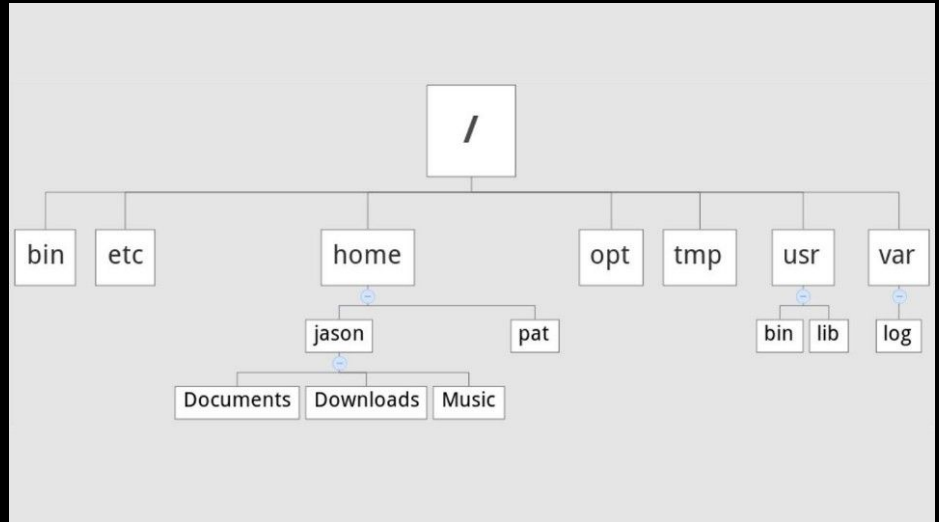 /
bin etc home opt tmp usr var
jason pat bin lib log
Documents Downloads Music